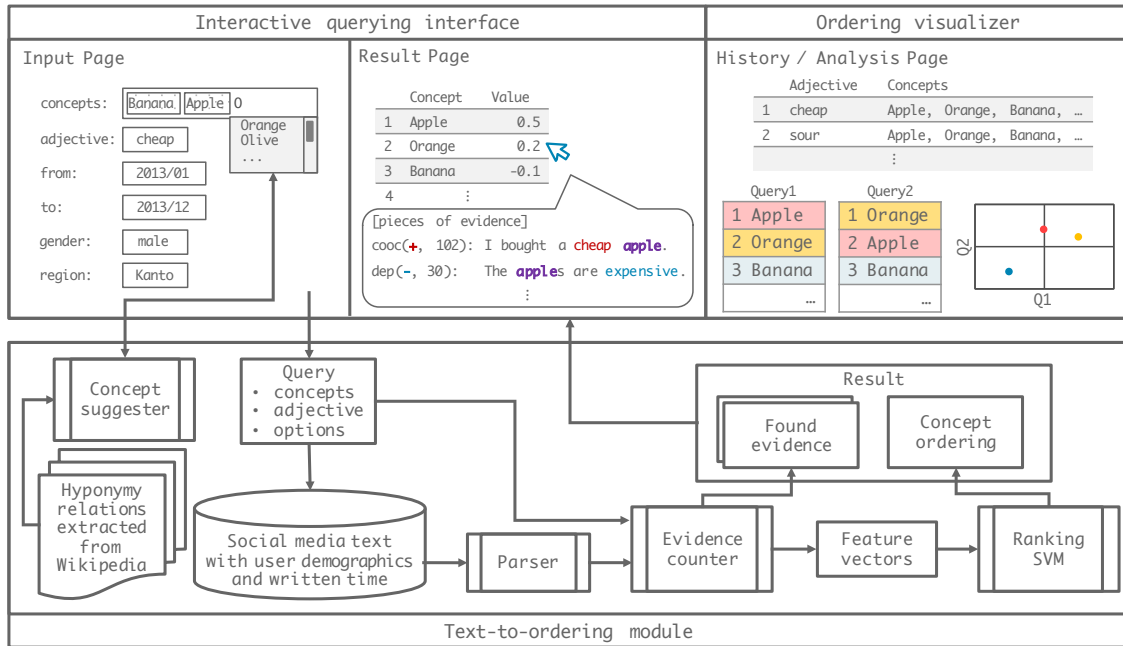 Interactive querying interface
Ordering visualizer
Input Page
concepts: Banana Apple O
Orange
Olive
...
adjective: cheap
from: 2013/01
to: 2013/12
gender: male
region: Kanto
Result Page
Concept Value
1 Apple 0.5
2 Orange 0.2
3 Banana -0.1
4 ⋮
[pieces of evidence]
cooc(+, 102): I bought a cheap apple.
dep(-, 30): The apples are expensive.
⋮
History / Analysis Page
Adjective Concepts
1 cheap Apple, Orange, Banana, …
2 sour Apple, Orange, Banana, …
⋮
Query1
1 Apple
2 Orange
3 Banana
…
Query2
1 Orange
2 Apple
3 Banana
…
Q2
Q1
Concept
suggester
Hyponymy
relations
extracted
from
Wikipedia
Query
• concepts
• adjective
• options
Social media text
with user demographics
and written time
Parser
Evidence
counter
Feature
vectors
Ranking
SVM
Result
Found
evidence
Concept
ordering
Text-to-ordering module